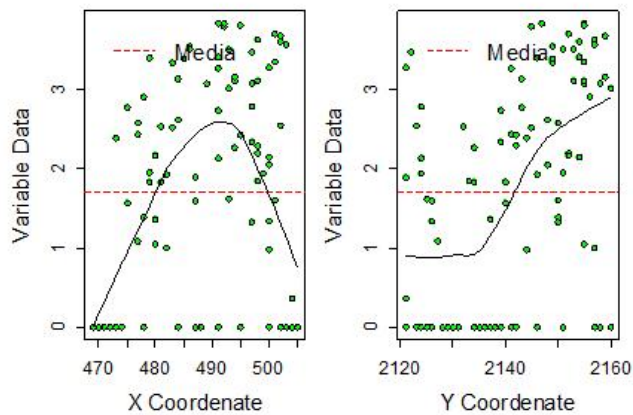 Media
Variable Data
0
1
2
3
470
480
490
500
X Coordenate
Media
Variable Data
0
1
2
3
2120
2140
2160
Y Coordenate